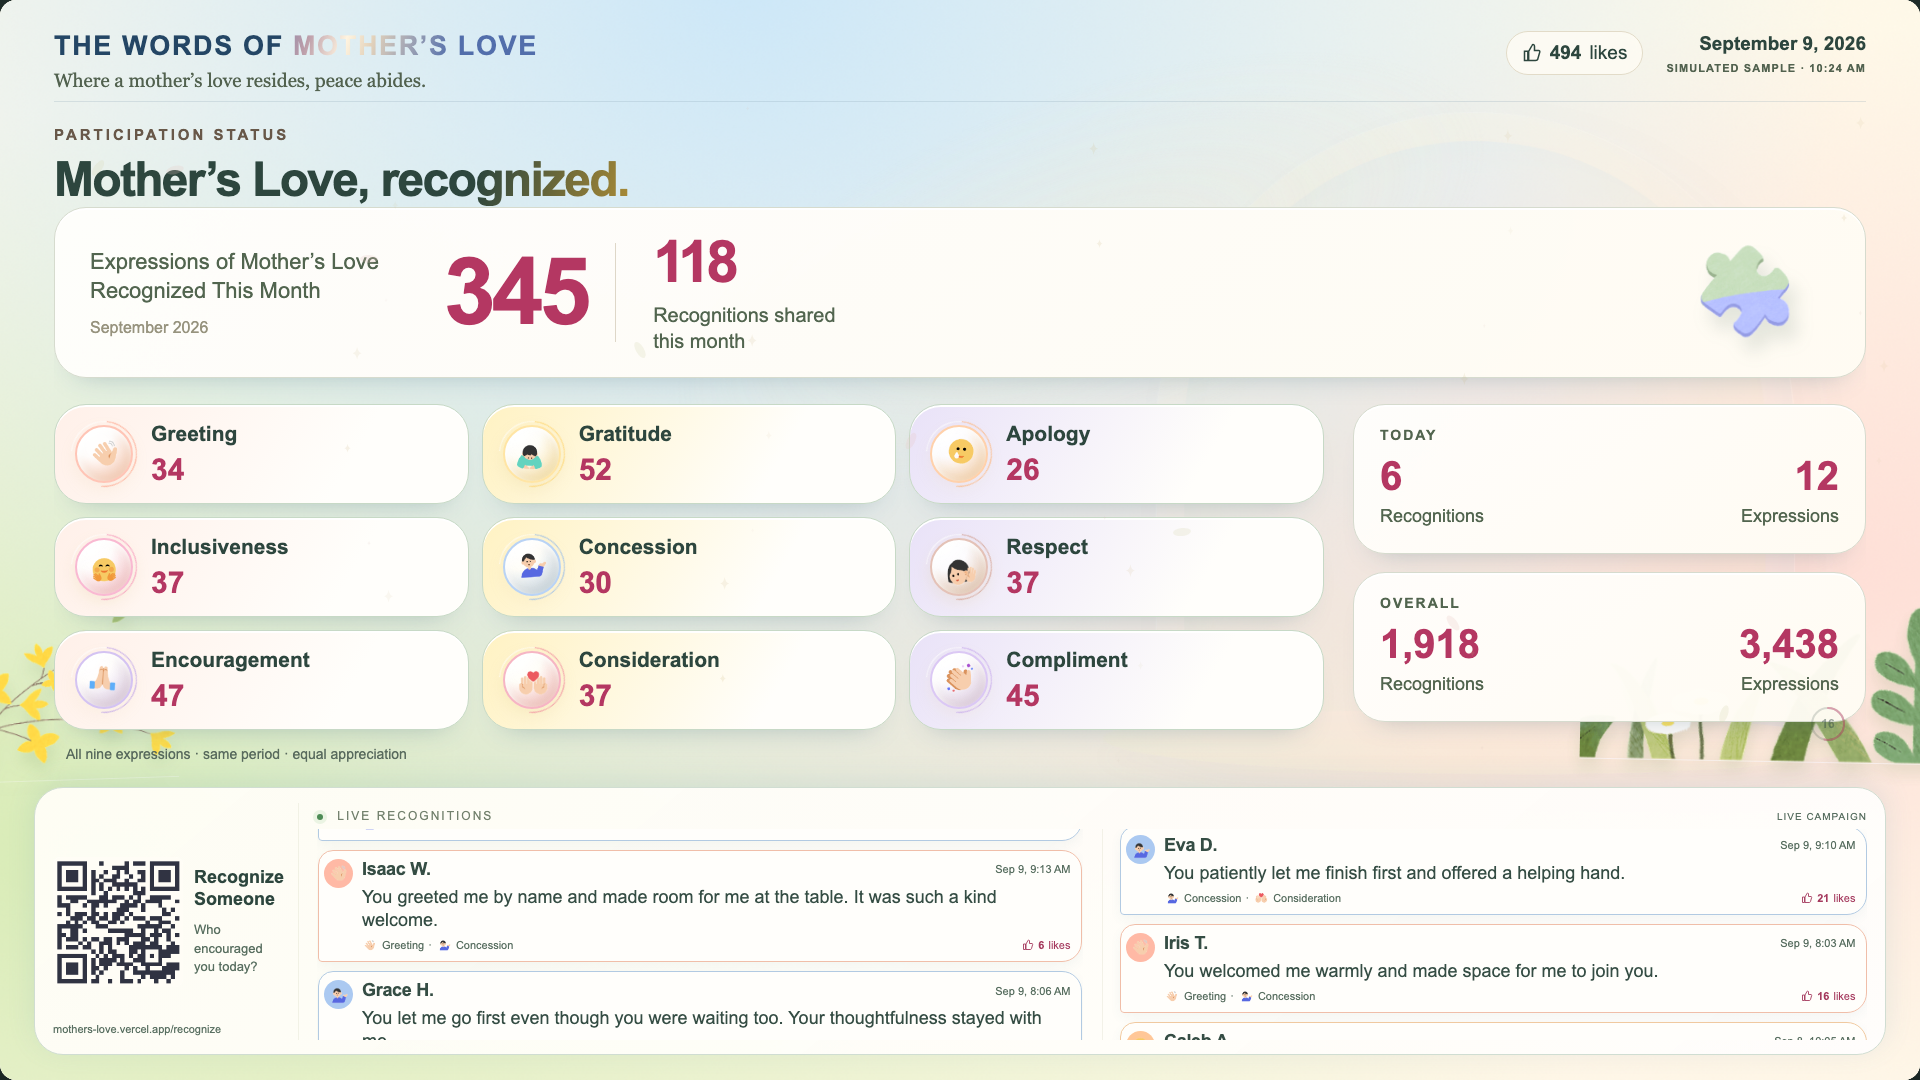 THE WORDS OF MOTHER'S LOVE
Where a mother's love resides, peace abides.
494 likes
September 9, 2026
SIMULATED SAMPLE · 10:24 AM
PARTICIPATION STATUS
Mother's Love, recognized.
Expressions of Mother's Love
Recognized This Month
September 2026
345
118
Recognitions shared
this month
Greeting
34
Gratitude
52
Apology
26
Inclusiveness
37
Concession
30
Respect
37
Encouragement
47
Consideration
37
Compliment
45
TODAY
6
Recognitions
12
Expressions
OVERALL
1,918
Recognitions
3,438
Expressions
16
All nine expressions · same period · equal appreciation
Recognize
Someone
Who
encouraged
you today?
mothers-love.vercel.app/recognize
LIVE RECOGNITIONS
Isaac W.
Sep 9, 9:13 AM
You greeted me by name and made room for me at the table. It was such a kind
welcome.
Greeting · Concession
6 likes
Grace H.
Sep 9, 8:06 AM
You let me go first even though you were waiting too. Your thoughtfulness stayed with
LIVE CAMPAIGN
Eva D.
Sep 9, 9:10 AM
You patiently let me finish first and offered a helping hand.
Concession · Consideration
21 likes
Iris T.
Sep 9, 8:03 AM
You welcomed me warmly and made space for me to join you.
Greeting · Concession
16 likes
Caleb A.